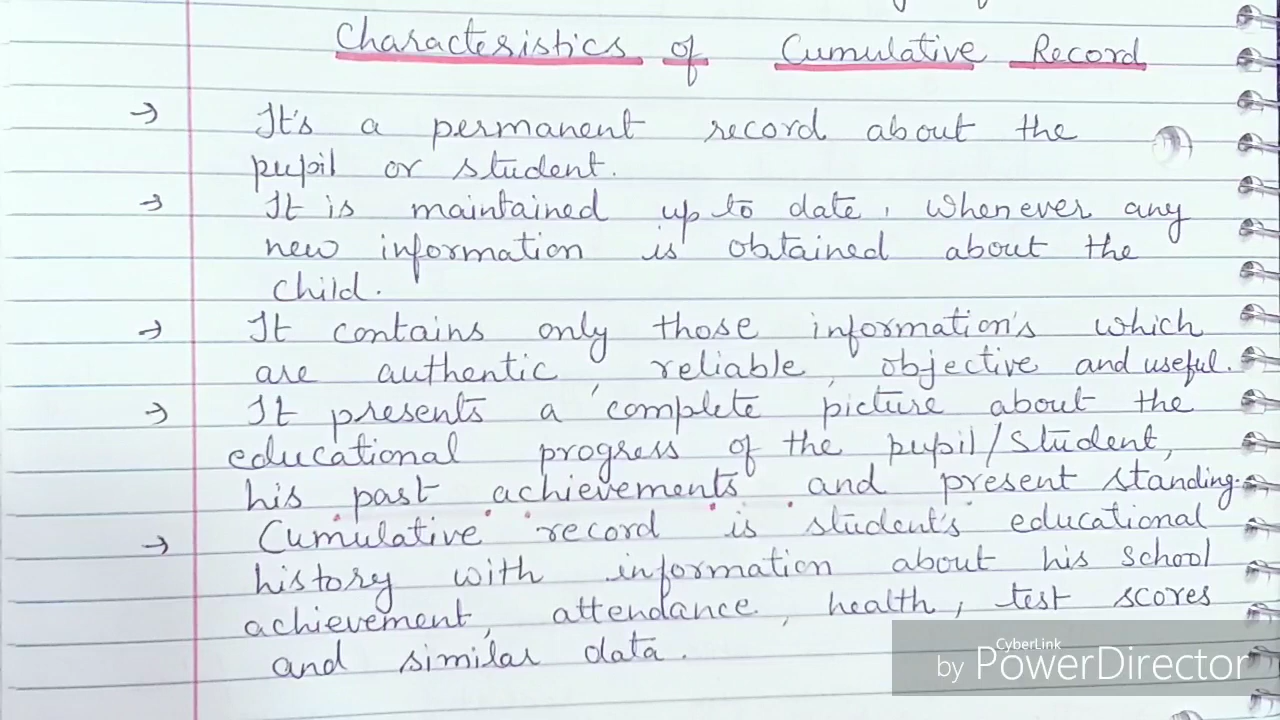 Characteristics of Cumulative Record
→ It's a permanent record about the
pupil or student.
→ It is maintained up to date, whenever any
new information is obtained about the
child.
→ It contains only those information's which
are authentic, reliable, objective and useful.
→ It presents a complete picture about the
educational progress of the pupil/student,
his past achievements and present standing.
→ Cumulative record is student's educational
history with information about his school
achievement, attendance, health, test scores
and similar data.
by CyberLink PowerDirector